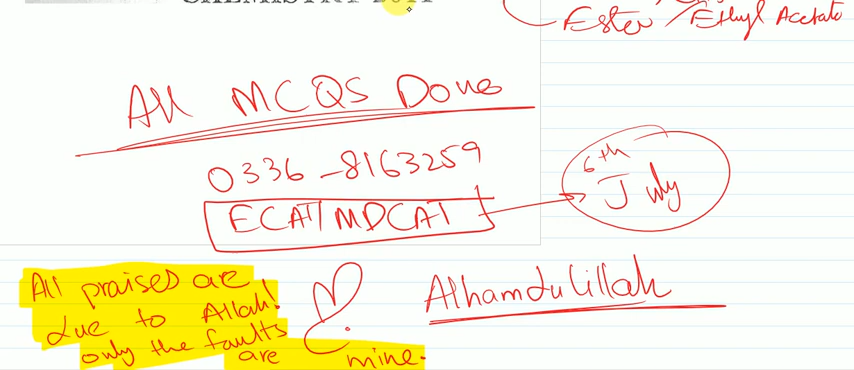 Ester/Ethyl Acetate
All MCQS Done
0336-8163259
ECAT/MDCAT
6th
July
All praises are
due to Allah!
only the faults
are mine.
Alhamdulillah